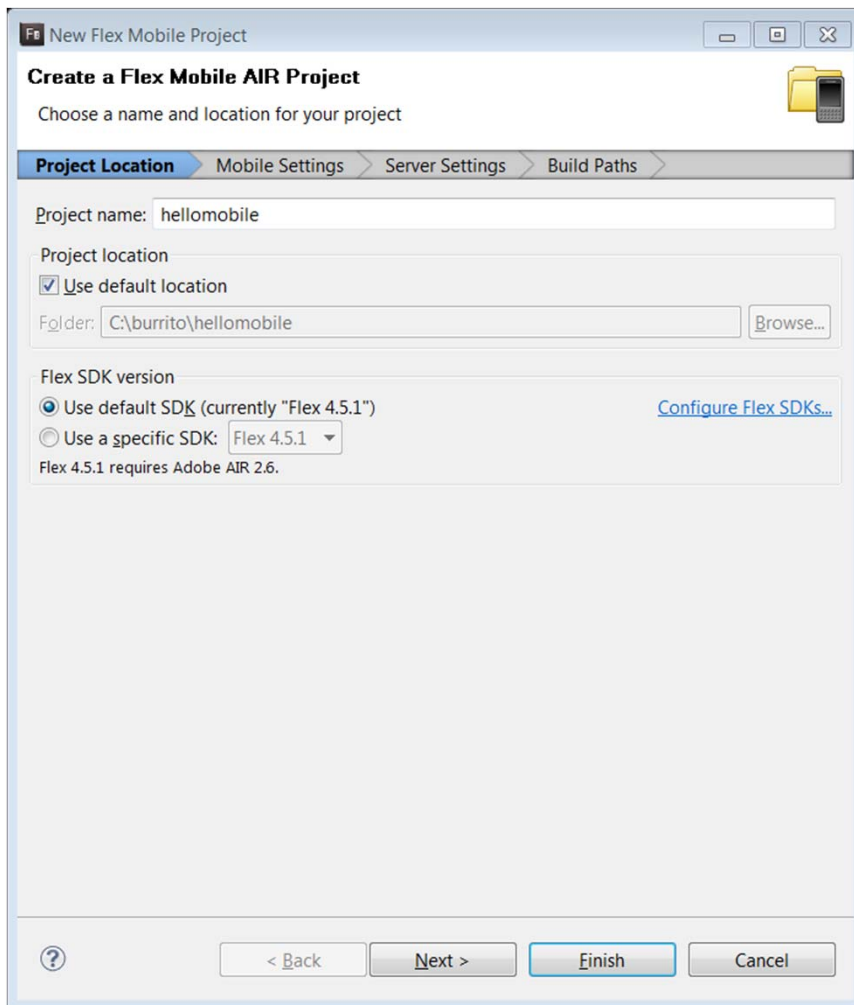 Fb New Flex Mobile Project
Create a Flex Mobile AIR Project
Choose a name and location for your project
Project Location Mobile Settings Server Settings Build Paths
Project name: hellomobile
Project location
Use default location
Folder: C:\burrito\hellomobile Browse...
Flex SDK version
Use default SDK (currently "Flex 4.5.1") Configure Flex SDKs...
Use a specific SDK: Flex 4.5.1
Flex 4.5.1 requires Adobe AIR 2.6.
? < Back Next > Finish Cancel